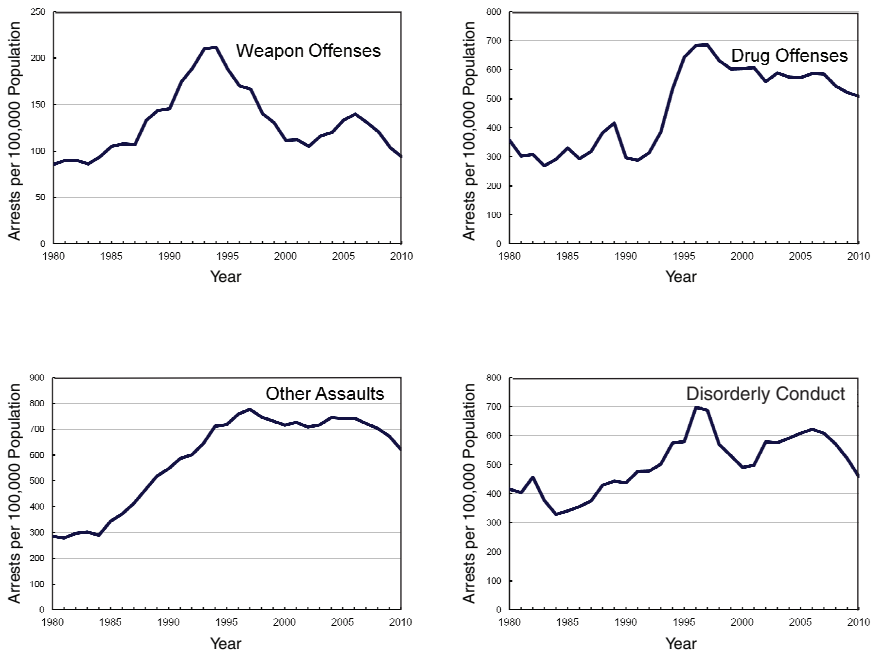 Weapon Offenses
Arrests per 100,000 Population
250
200
150
100
50
0
1980 1985 1990 1995 2000 2005 2010
Year
Drug Offenses
Arrests per 100,000 Population
800
700
600
500
400
300
200
100
0
1980 1985 1990 1995 2000 2005 2010
Year
Other Assaults
Arrests per 100,000 Population
900
800
700
600
500
400
300
200
100
0
1980 1985 1990 1995 2000 2005 2010
Year
Disorderly Conduct
Arrests per 100,000 Population
800
700
600
500
400
300
200
100
0
1980 1985 1990 1995 2000 2005 2010
Year